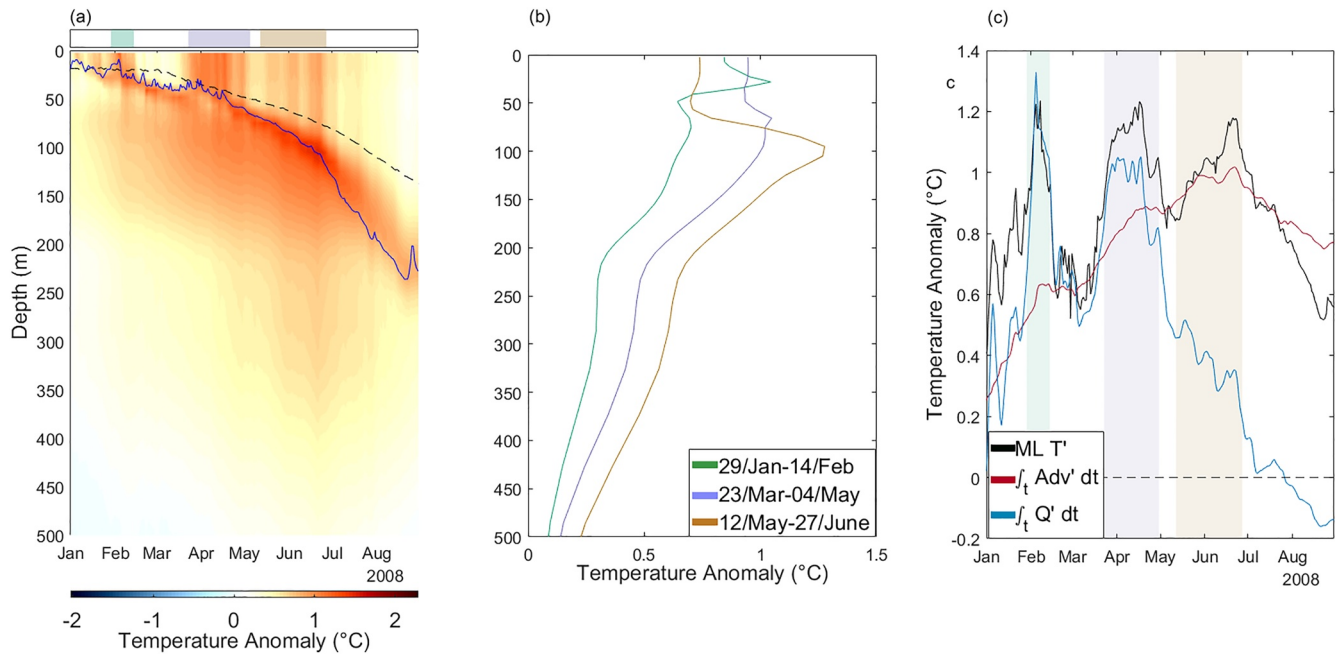 (a)
0
50
100
150
200
250
300
350
400
450
500
Depth (m)
Jan Feb Mar Apr May Jun Jul Aug
2008
-2 -1 0 1 2
Temperature Anomaly (°C)
(b)
0
50
100
150
200
250
300
350
400
450
500
29/Jan-14/Feb
23/Mar-04/May
12/May-27/June
0 0.5 1 1.5
Temperature Anomaly (°C)
(c)
c
1.4
1.2
1
0.8
0.6
0.4
0.2
0
-0.2
Temperature Anomaly (°C)
ML T'
∫t Adv' dt
∫t Q' dt
Jan Feb Mar Apr May Jun Jul Aug
2008